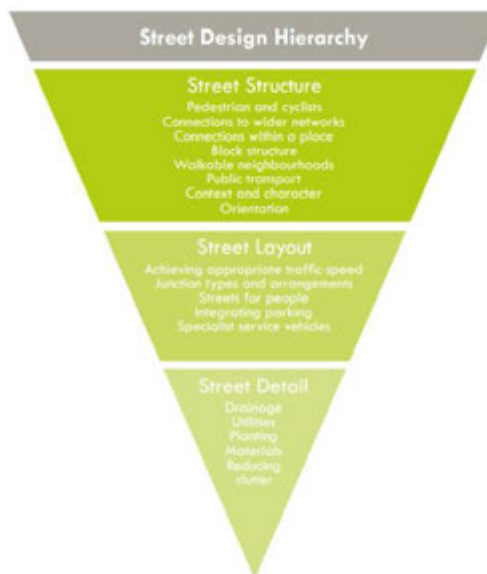 Street Design Hierarchy
Street Structure
Pedestrian and cyclists
Connections to wider networks
Connections within a place
Block structure
Walkable neighbourhoods
Public transport
Context and character
Orientation
Street Layout
Achieving appropriate traffic speed
Junction types and arrangements
Streets for people
Integrating parking
Specialist service vehicles
Street Detail
Drainage
Utilities
Planting
Materials
Reducing
clutter